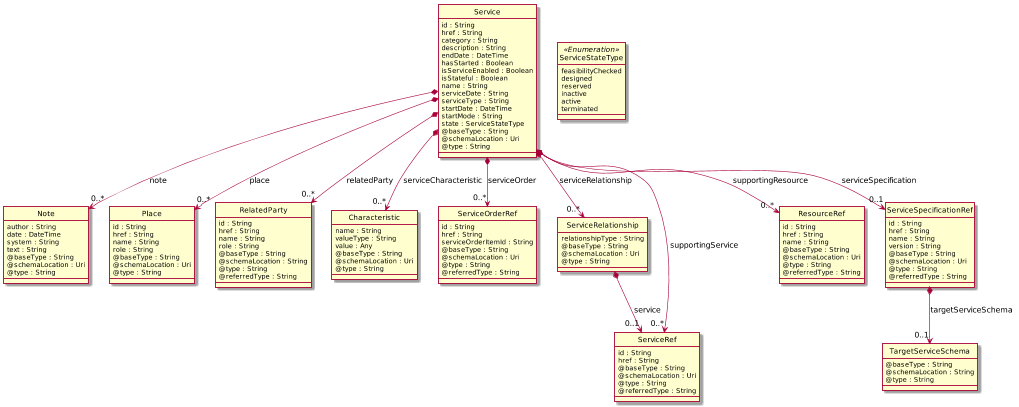 Service
id : String
href : String
category : String
description : String
endDate : DateTime
hasStarted : Boolean
isServiceEnabled : Boolean
isStateful : Boolean
name : String
serviceDate : String
serviceType : String
startDate : DateTime
startMode : String
state : ServiceStateType
@baseType : String
@schemaLocation : Uri
@type : String
«Enumeration»
ServiceStateType
feasibilityChecked
designed
reserved
inactive
active
terminated
note
place
relatedParty
serviceCharacteristic
serviceOrder
serviceRelationship
supportingResource
serviceSpecification
0..*
0..*
0..*
0..*
0..*
0..*
0..*
0..1
Note
author : String
date : DateTime
system : String
text : String
@baseType : String
@schemaLocation : Uri
@type : String
Place
id : String
href : String
name : String
role : String
@baseType : String
@schemaLocation : Uri
@type : String
RelatedParty
id : String
href : String
name : String
role : String
@baseType : String
@schemaLocation : String
@type : String
@referredType : String
Characteristic
name : String
valueType : String
value : Any
@baseType : String
@schemaLocation : Uri
@type : String
ServiceOrderRef
id : String
href : String
serviceOrderItemId : String
@baseType : String
@schemaLocation : Uri
@type : String
@referredType : String
ServiceRelationship
relationshipType : String
@baseType : String
@schemaLocation : Uri
@type : String
supportingService
ResourceRef
id : String
href : String
name : String
@baseType : String
@schemaLocation : Uri
@type : String
@referredType : String
ServiceSpecificationRef
id : String
href : String
name : String
version : String
@baseType : String
@schemaLocation : Uri
@type : String
@referredType : String
service
0..1
0..*
targetServiceSchema
0..1
ServiceRef
id : String
href : String
@baseType : String
@schemaLocation : Uri
@type : String
@referredType : String
TargetServiceSchema
@baseType : String
@schemaLocation : String
@type : String